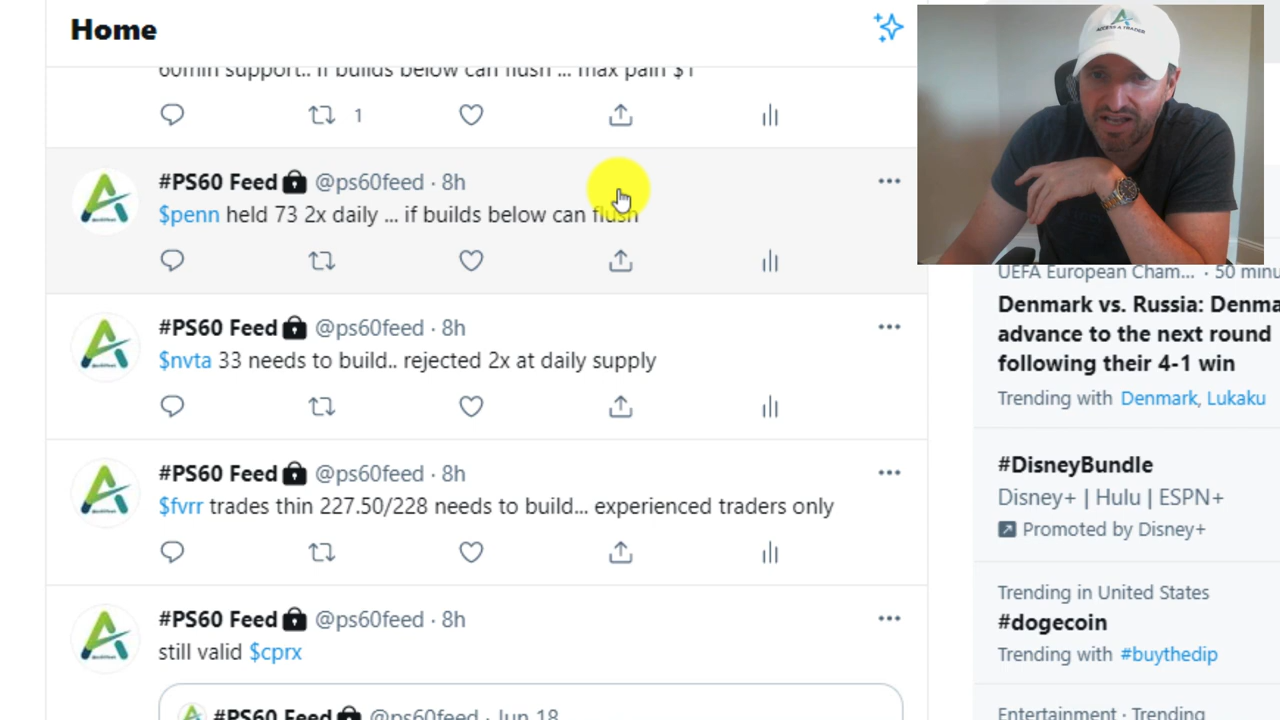 Home
60min support.. if builds below can flush ... max pain $1
1
#PS60 Feed @ps60feed · 8h
$penn held 73 2x daily ... if builds below can flush
#PS60 Feed @ps60feed · 8h
$nvta 33 needs to build.. rejected 2x at daily supply
#PS60 Feed @ps60feed · 8h
$fvrr trades thin 227.50/228 needs to build... experienced traders only
#PS60 Feed @ps60feed · 8h
still valid $cprx
#PS60 Feed @ps60feed · Jun 18
UEFA European Cham... · 50 minu
Denmark vs. Russia: Denma
advance to the next round
following their 4-1 win
Trending with Denmark, Lukaku
#DisneyBundle
Disney+ | Hulu | ESPN+
Promoted by Disney+
Trending in United States
#dogecoin
Trending with #buythedip
Entertainment · Trending